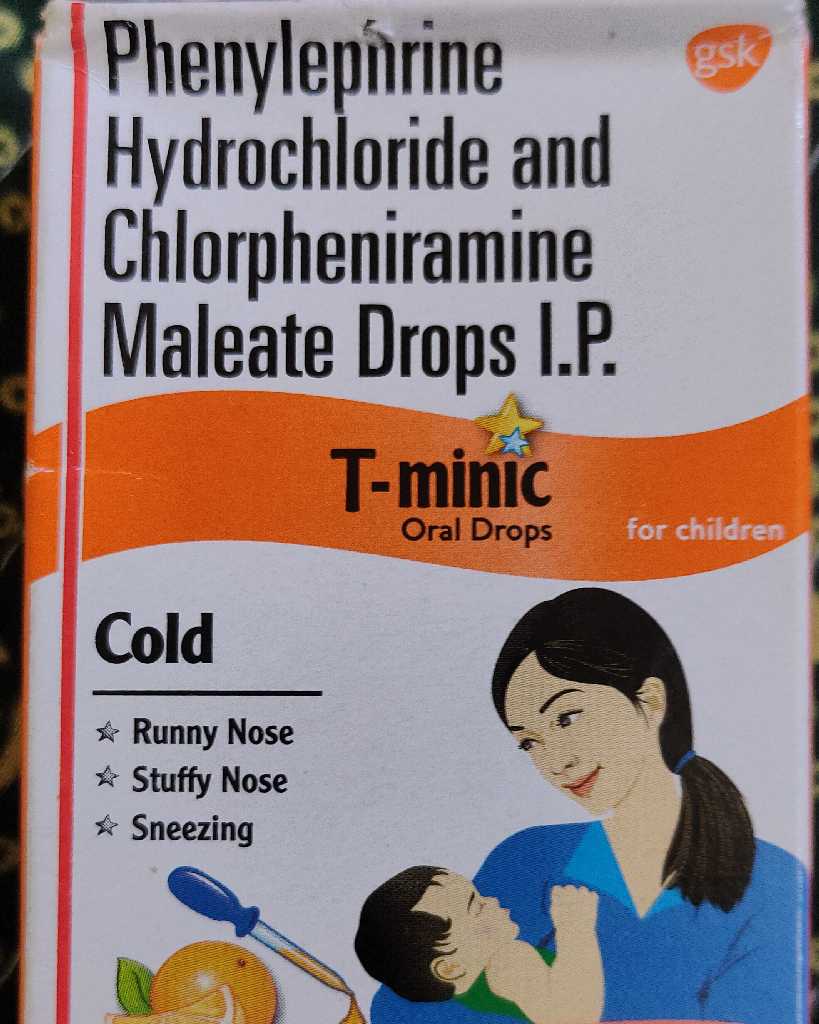 gsk
Phenylephrine
Hydrochloride and
Chlorpheniramine
Maleate Drops I.P.
T-minic
Oral Drops
for children
Cold
Runny Nose
Stuffy Nose
Sneezing